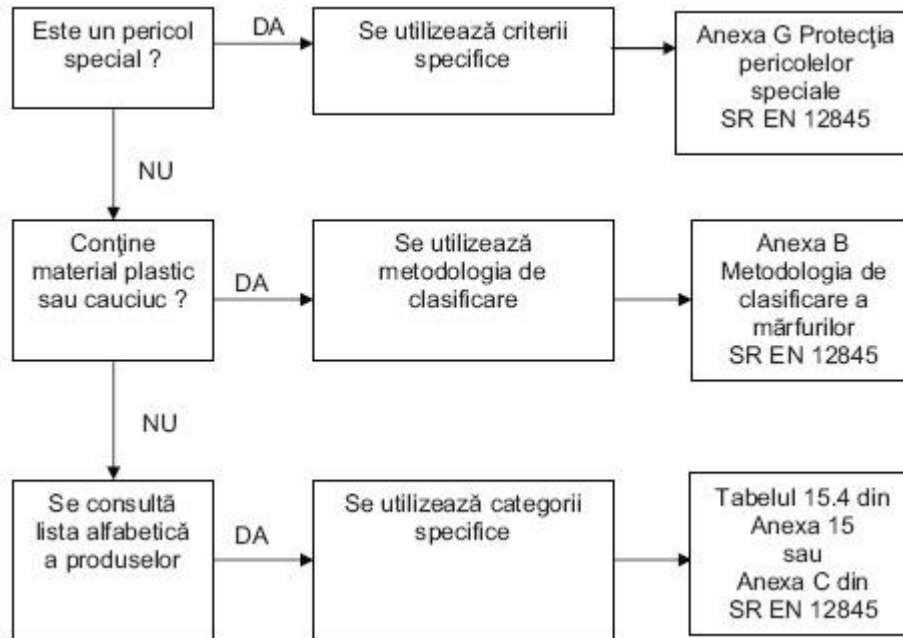 Este un pericol
special ?
DA
Se utilizează criterii
specifice
Anexa G Protecţia
pericolelor
speciale
SR EN 12845
NU
Conţine
material plastic
sau cauciuc ?
DA
Se utilizează
metodologia de
clasificare
Anexa B
Metodologia de
clasificare a
mărfurilor
SR EN 12845
NU
Se consultă
lista alfabetică
a produselor
DA
Se utilizează categorii
specifice
Tabelul 15.4 din
Anexa 15
sau
Anexa C din
SR EN 12845